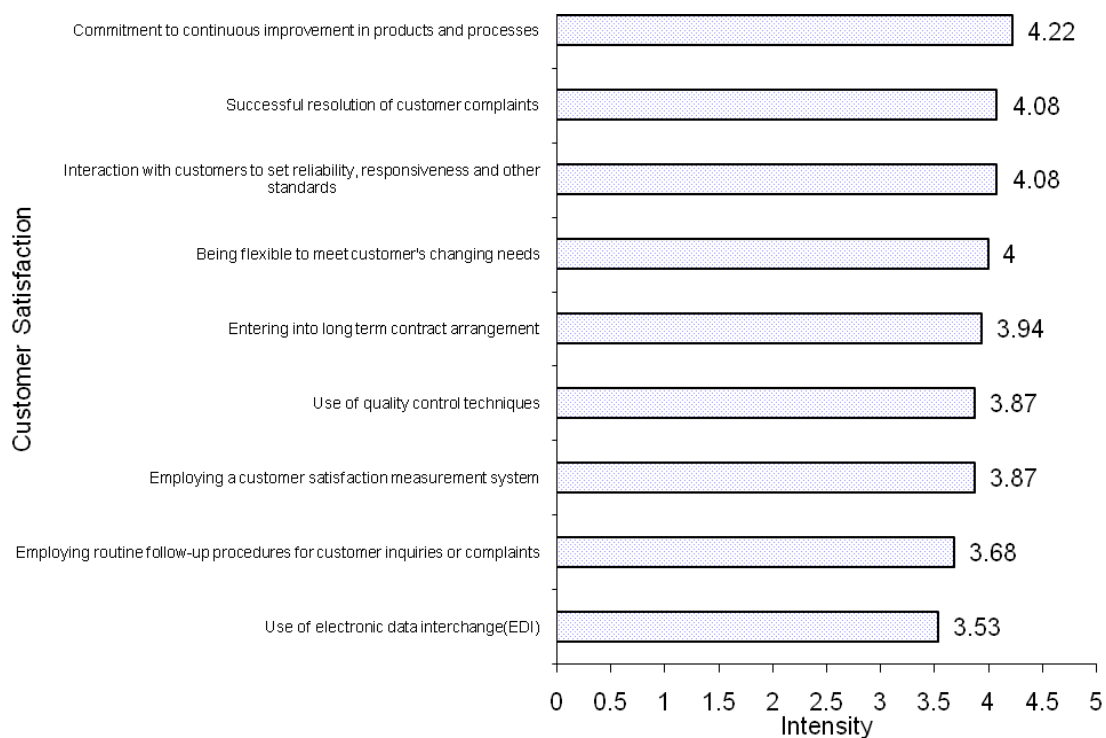 Customer Satisfaction
Commitment to continuous improvement in products and processes
4.22
Successful resolution of customer complaints
4.08
Interaction with customers to set reliability, responsiveness and other
standards
4.08
Being flexible to meet customer's changing needs
4
Entering into long term contract arrangement
3.94
Use of quality control techniques
3.87
Employing a customer satisfaction measurement system
3.87
Employing routine follow-up procedures for customer inquiries or complaints
3.68
Use of electronic data interchange(EDI)
3.53
0 0.5 1 1.5 2 2.5 3 3.5 4 4.5 5
Intensity